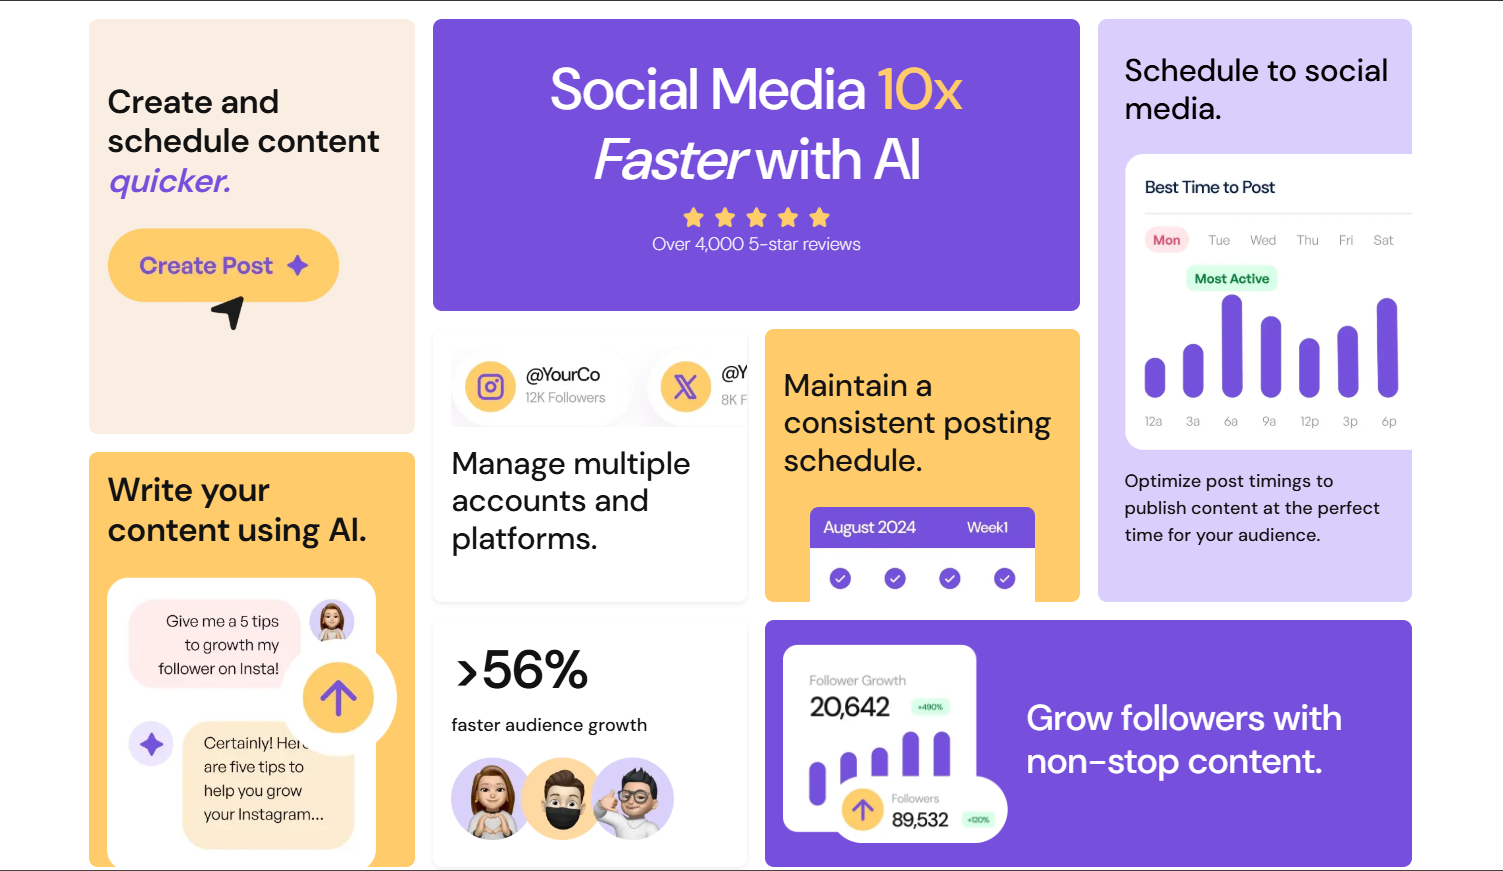 Create and
schedule content
quicker.
Create Post
Write your
content using AI.
Give me a 5 tips
to growth my
follower on Insta!
Certainly! Here
are five tips to
help you grow
your Instagram...
Social Media 10x
Faster with AI
Over 4,000 5-star reviews
@YourCo
12K Followers
@Y
8K F
Manage multiple
accounts and
platforms.
Maintain a
consistent posting
schedule.
August 2024 Week1
>56%
faster audience growth
Schedule to social
media.
Best Time to Post
Mon Tue Wed Thu Fri Sat
Most Active
12a 3a 6a 9a 12p 3p 6p
Optimize post timings to
publish content at the perfect
time for your audience.
Follower Growth
20,642 +490%
Followers
89,532 +120%
Grow followers with
non-stop content.